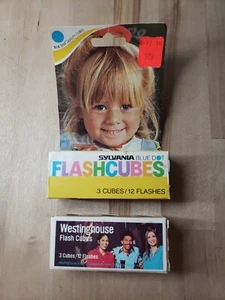 SYLVANIA BLUE DOT
FLASHCUBES
3 CUBES/12 FLASHES
Westinghouse
Flash Cubes
3 Cubes/12 Flashes